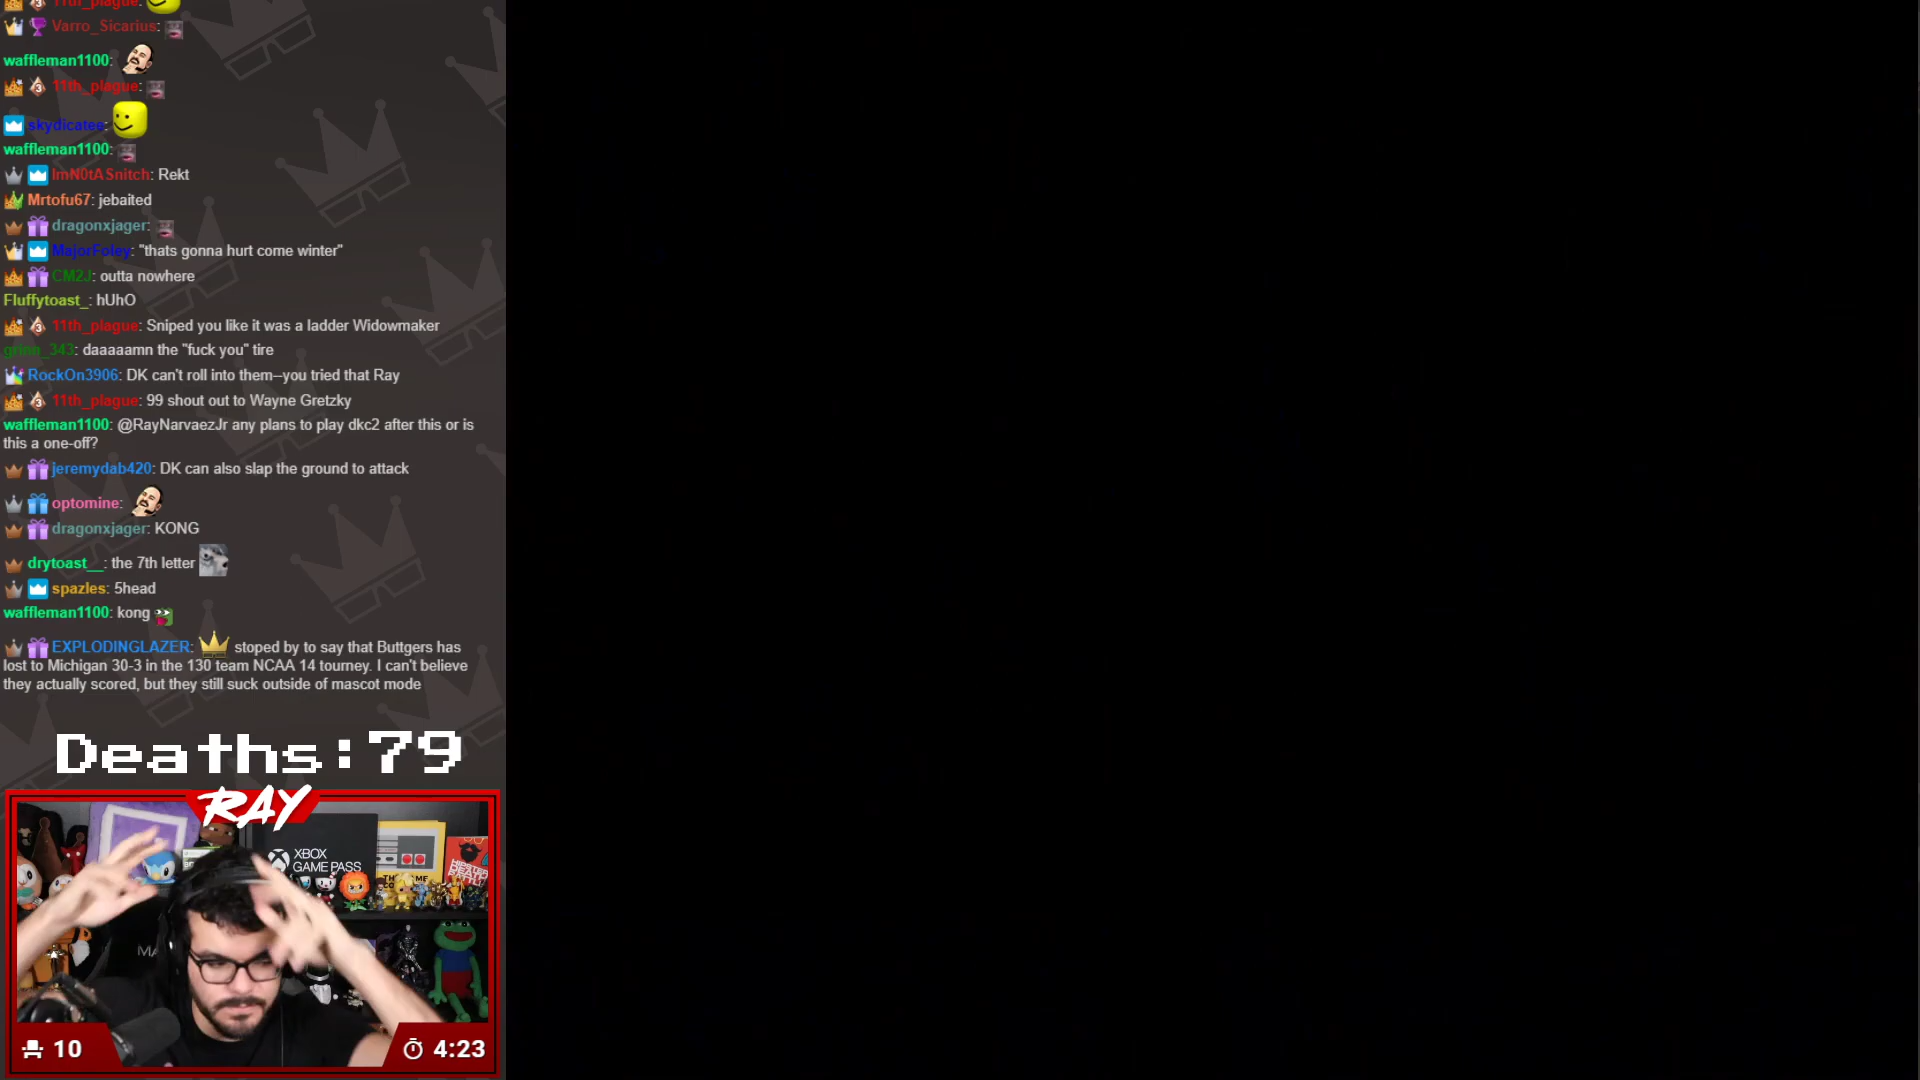 11th_plague:
Varro_Sicarius:
waffleman1100:
11th_plague:
skydicatee:
waffleman1100:
ImN0tASnitch: Rekt
Mrtofu67: jebaited
dragonxjager:
MajorFoley: "thats gonna hurt come winter"
CM2J: outta nowhere
Fluffytoast_: hUhO
11th_plague: Sniped you like it was a ladder Widowmaker
grinn_343: daaaaamn the "fuck you" tire
RockOn3906: DK can't roll into them–you tried that Ray
11th_plague: 99 shout out to Wayne Gretzky
waffleman1100: @RayNarvaezJr any plans to play dkc2 after this or is
this a one-off?
jeremydab420: DK can also slap the ground to attack
optomine:
dragonxjager: KONG
drytoast__: the 7th letter
spazles: 5head
waffleman1100: kong
EXPLODINGLAZER: stoped by to say that Buttgers has
lost to Michigan 30-3 in the 130 team NCAA 14 tourney. I can't believe
they actually scored, but they still suck outside of mascot mode
Deaths:79
RAY
XBOX
GAME PASS
10
4:23